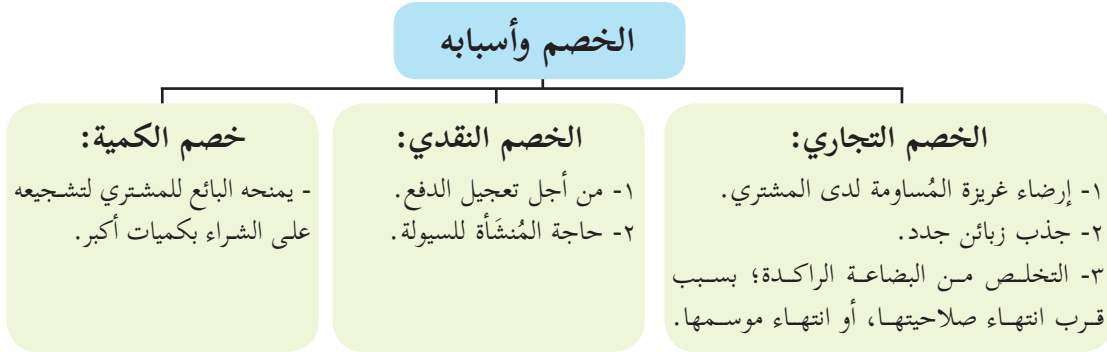 الخصم وأسبابه
الخصم التجاري:
١- إرضاء غريزة المُساومة لدى المشتري.
٢- جذب زبائن جدد.
٣- التخلص من البضاعة الراكدة؛ بسبب
قرب انتهاء صلاحيتها، أو انتهاء موسمها.
الخصم النقدي:
١- من أجل تعجيل الدفع.
٢- حاجة المُنشَأة للسيولة.
خصم الكمية:
- يمنحه البائع للمشتري لتشجيعه
على الشراء بكميات أكبر.